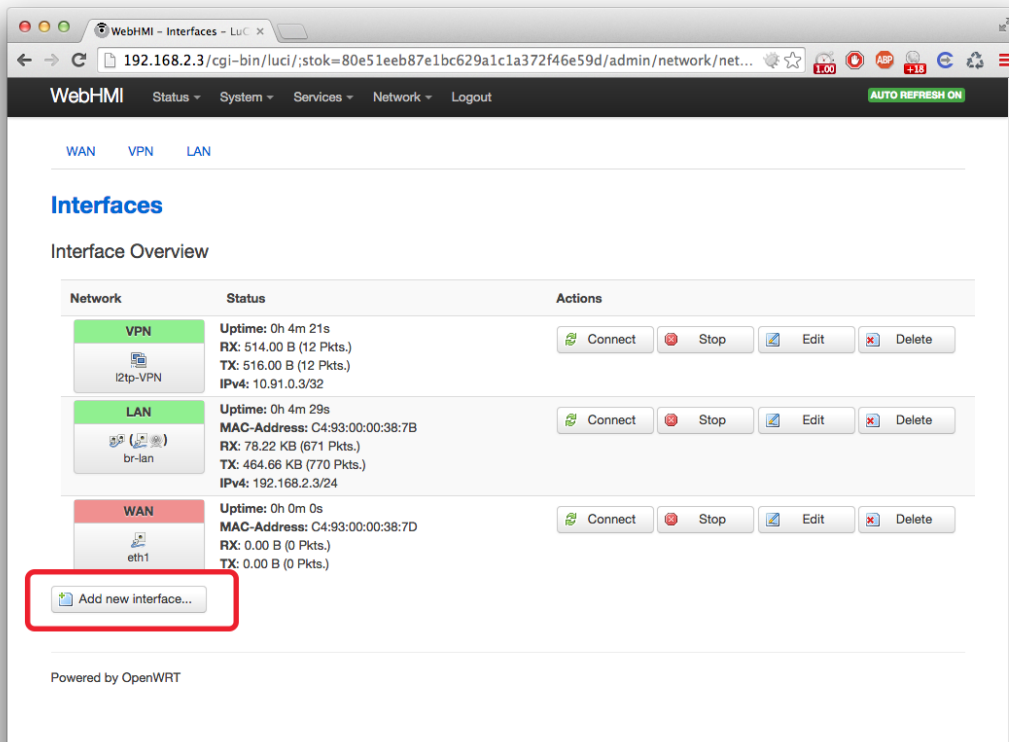 WebHMI – Interfaces – LuC
192.168.2.3/cgi-bin/luci/;stok=80e51eeb87e1bc629a1c1a372f46e59d/admin/network/net...
1.00
ABP
+18
WebHMI Status System Services Network Logout AUTO REFRESH ON
WAN VPN LAN
Interfaces
Interface Overview
Network Status Actions
VPN
l2tp-VPN
Uptime: 0h 4m 21s
RX: 514.00 B (12 Pkts.)
TX: 516.00 B (12 Pkts.)
IPv4: 10.91.0.3/32
Connect Stop Edit Delete
LAN
( )
br-lan
Uptime: 0h 4m 29s
MAC-Address: C4:93:00:00:38:7B
RX: 78.22 KB (671 Pkts.)
TX: 464.66 KB (770 Pkts.)
IPv4: 192.168.2.3/24
Connect Stop Edit Delete
WAN
eth1
Uptime: 0h 0m 0s
MAC-Address: C4:93:00:00:38:7D
RX: 0.00 B (0 Pkts.)
TX: 0.00 B (0 Pkts.)
Connect Stop Edit Delete
Add new interface...
Powered by OpenWRT